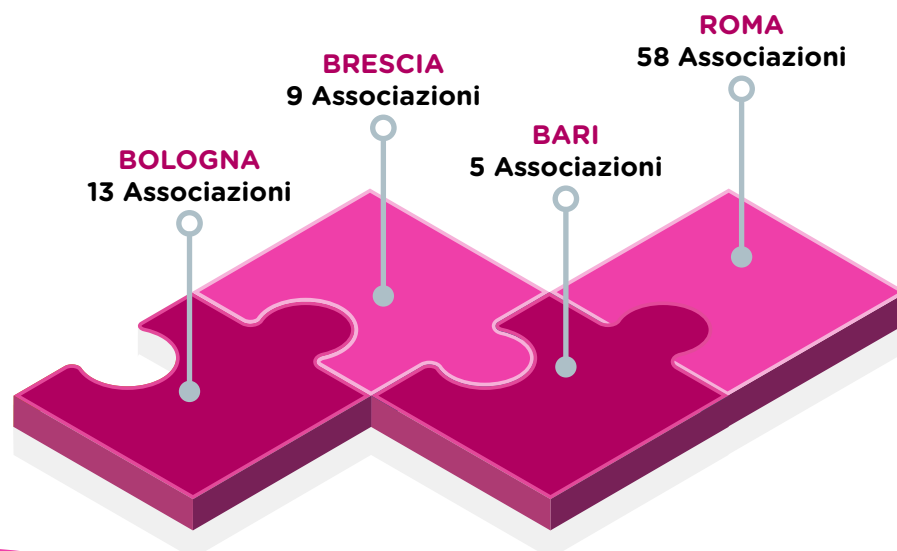 ROMA
58 Associazioni
BRESCIA
9 Associazioni
BARI
5 Associazioni
BOLOGNA
13 Associazioni